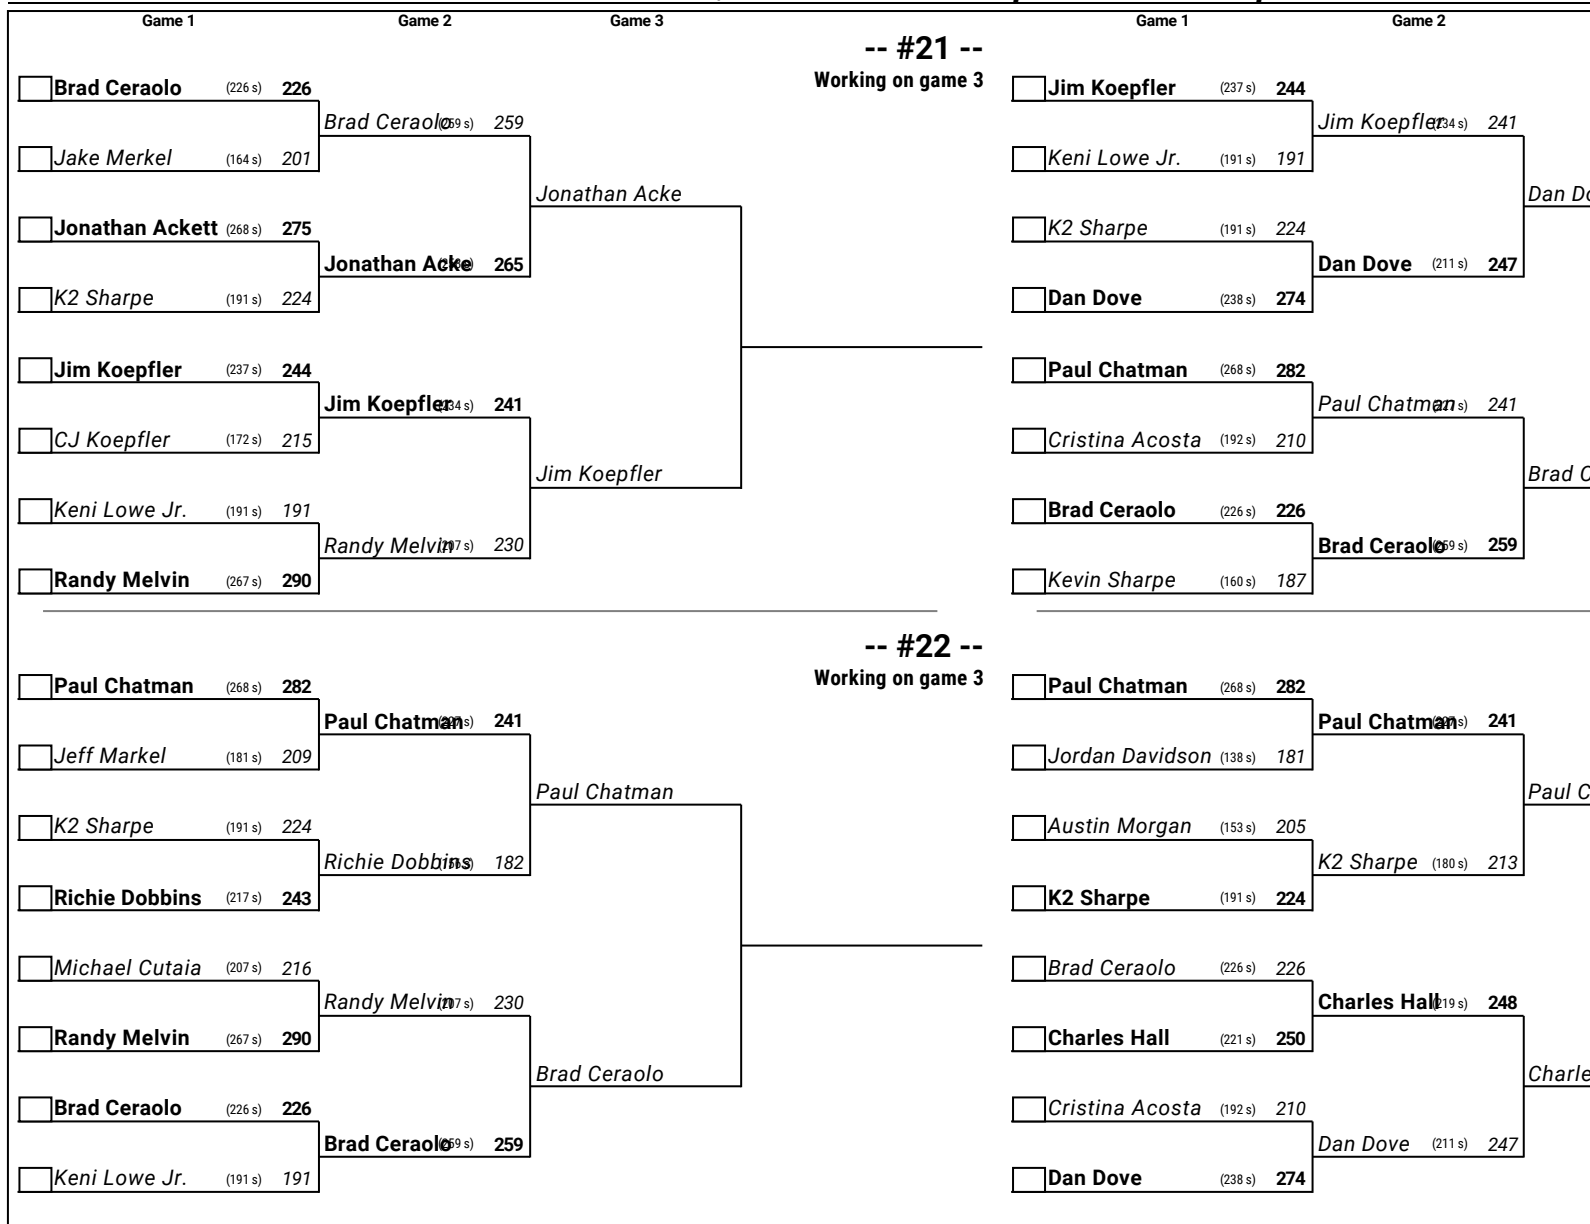 Game 1 Game 2 Game 3 Game 1 Game 2
-- #21 --
Working on game 3
Brad Ceraolo (226 s) 226
Brad Ceraolo 259
Jake Merkel (164 s) 201
Jonathan Acke
Jonathan Ackett (268 s) 275
Jonathan Acke 265
K2 Sharpe (191 s) 224
Jim Koepfler (237 s) 244
Jim Koepfler 241
CJ Koepfler (172 s) 215
Jim Koepfler
Keni Lowe Jr. (191 s) 191
Randy Melvin 230
Randy Melvin (267 s) 290
Jim Koepfler (237 s) 244
Jim Koepfler 241
Keni Lowe Jr. (191 s) 191
Dan Do
K2 Sharpe (191 s) 224
Dan Dove (211 s) 247
Dan Dove (238 s) 274
Paul Chatman (268 s) 282
Paul Chatman 241
Cristina Acosta (192 s) 210
Brad C
Brad Ceraolo (226 s) 226
Brad Ceraolo 259
Kevin Sharpe (160 s) 187
-- #22 --
Working on game 3
Paul Chatman (268 s) 282
Paul Chatman 241
Jeff Markel (181 s) 209
Paul Chatman
K2 Sharpe (191 s) 224
Richie Dobbins 182
Richie Dobbins (217 s) 243
Michael Cutaia (207 s) 216
Randy Melvin 230
Randy Melvin (267 s) 290
Brad Ceraolo
Brad Ceraolo (226 s) 226
Brad Ceraolo 259
Keni Lowe Jr. (191 s) 191
Paul Chatman (268 s) 282
Paul Chatman 241
Jordan Davidson (138 s) 181
Paul C
Austin Morgan (153 s) 205
K2 Sharpe (180 s) 213
K2 Sharpe (191 s) 224
Brad Ceraolo (226 s) 226
Charles Hall 248
Charles Hall (221 s) 250
Charle
Cristina Acosta (192 s) 210
Dan Dove (211 s) 247
Dan Dove (238 s) 274